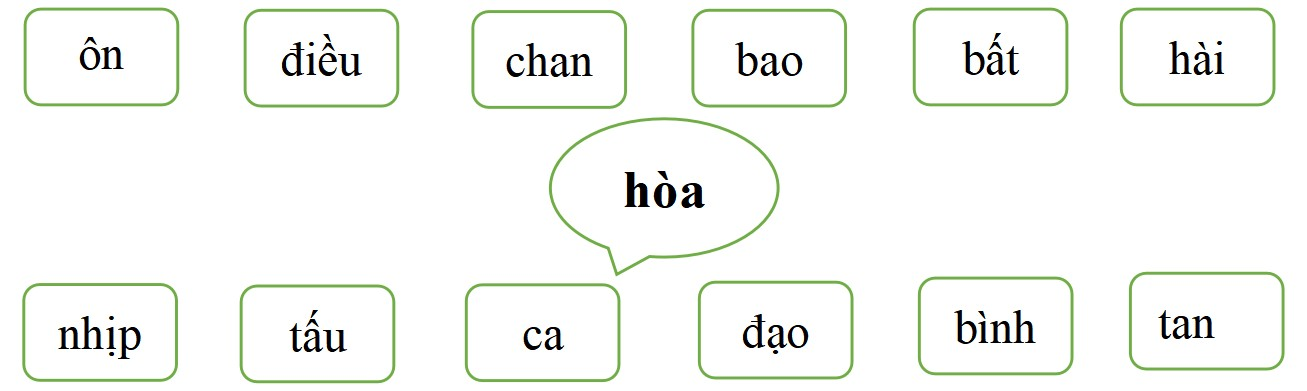 ôn điều chan bao bất hài
hòa
nhịp tấu ca đạo bình tan